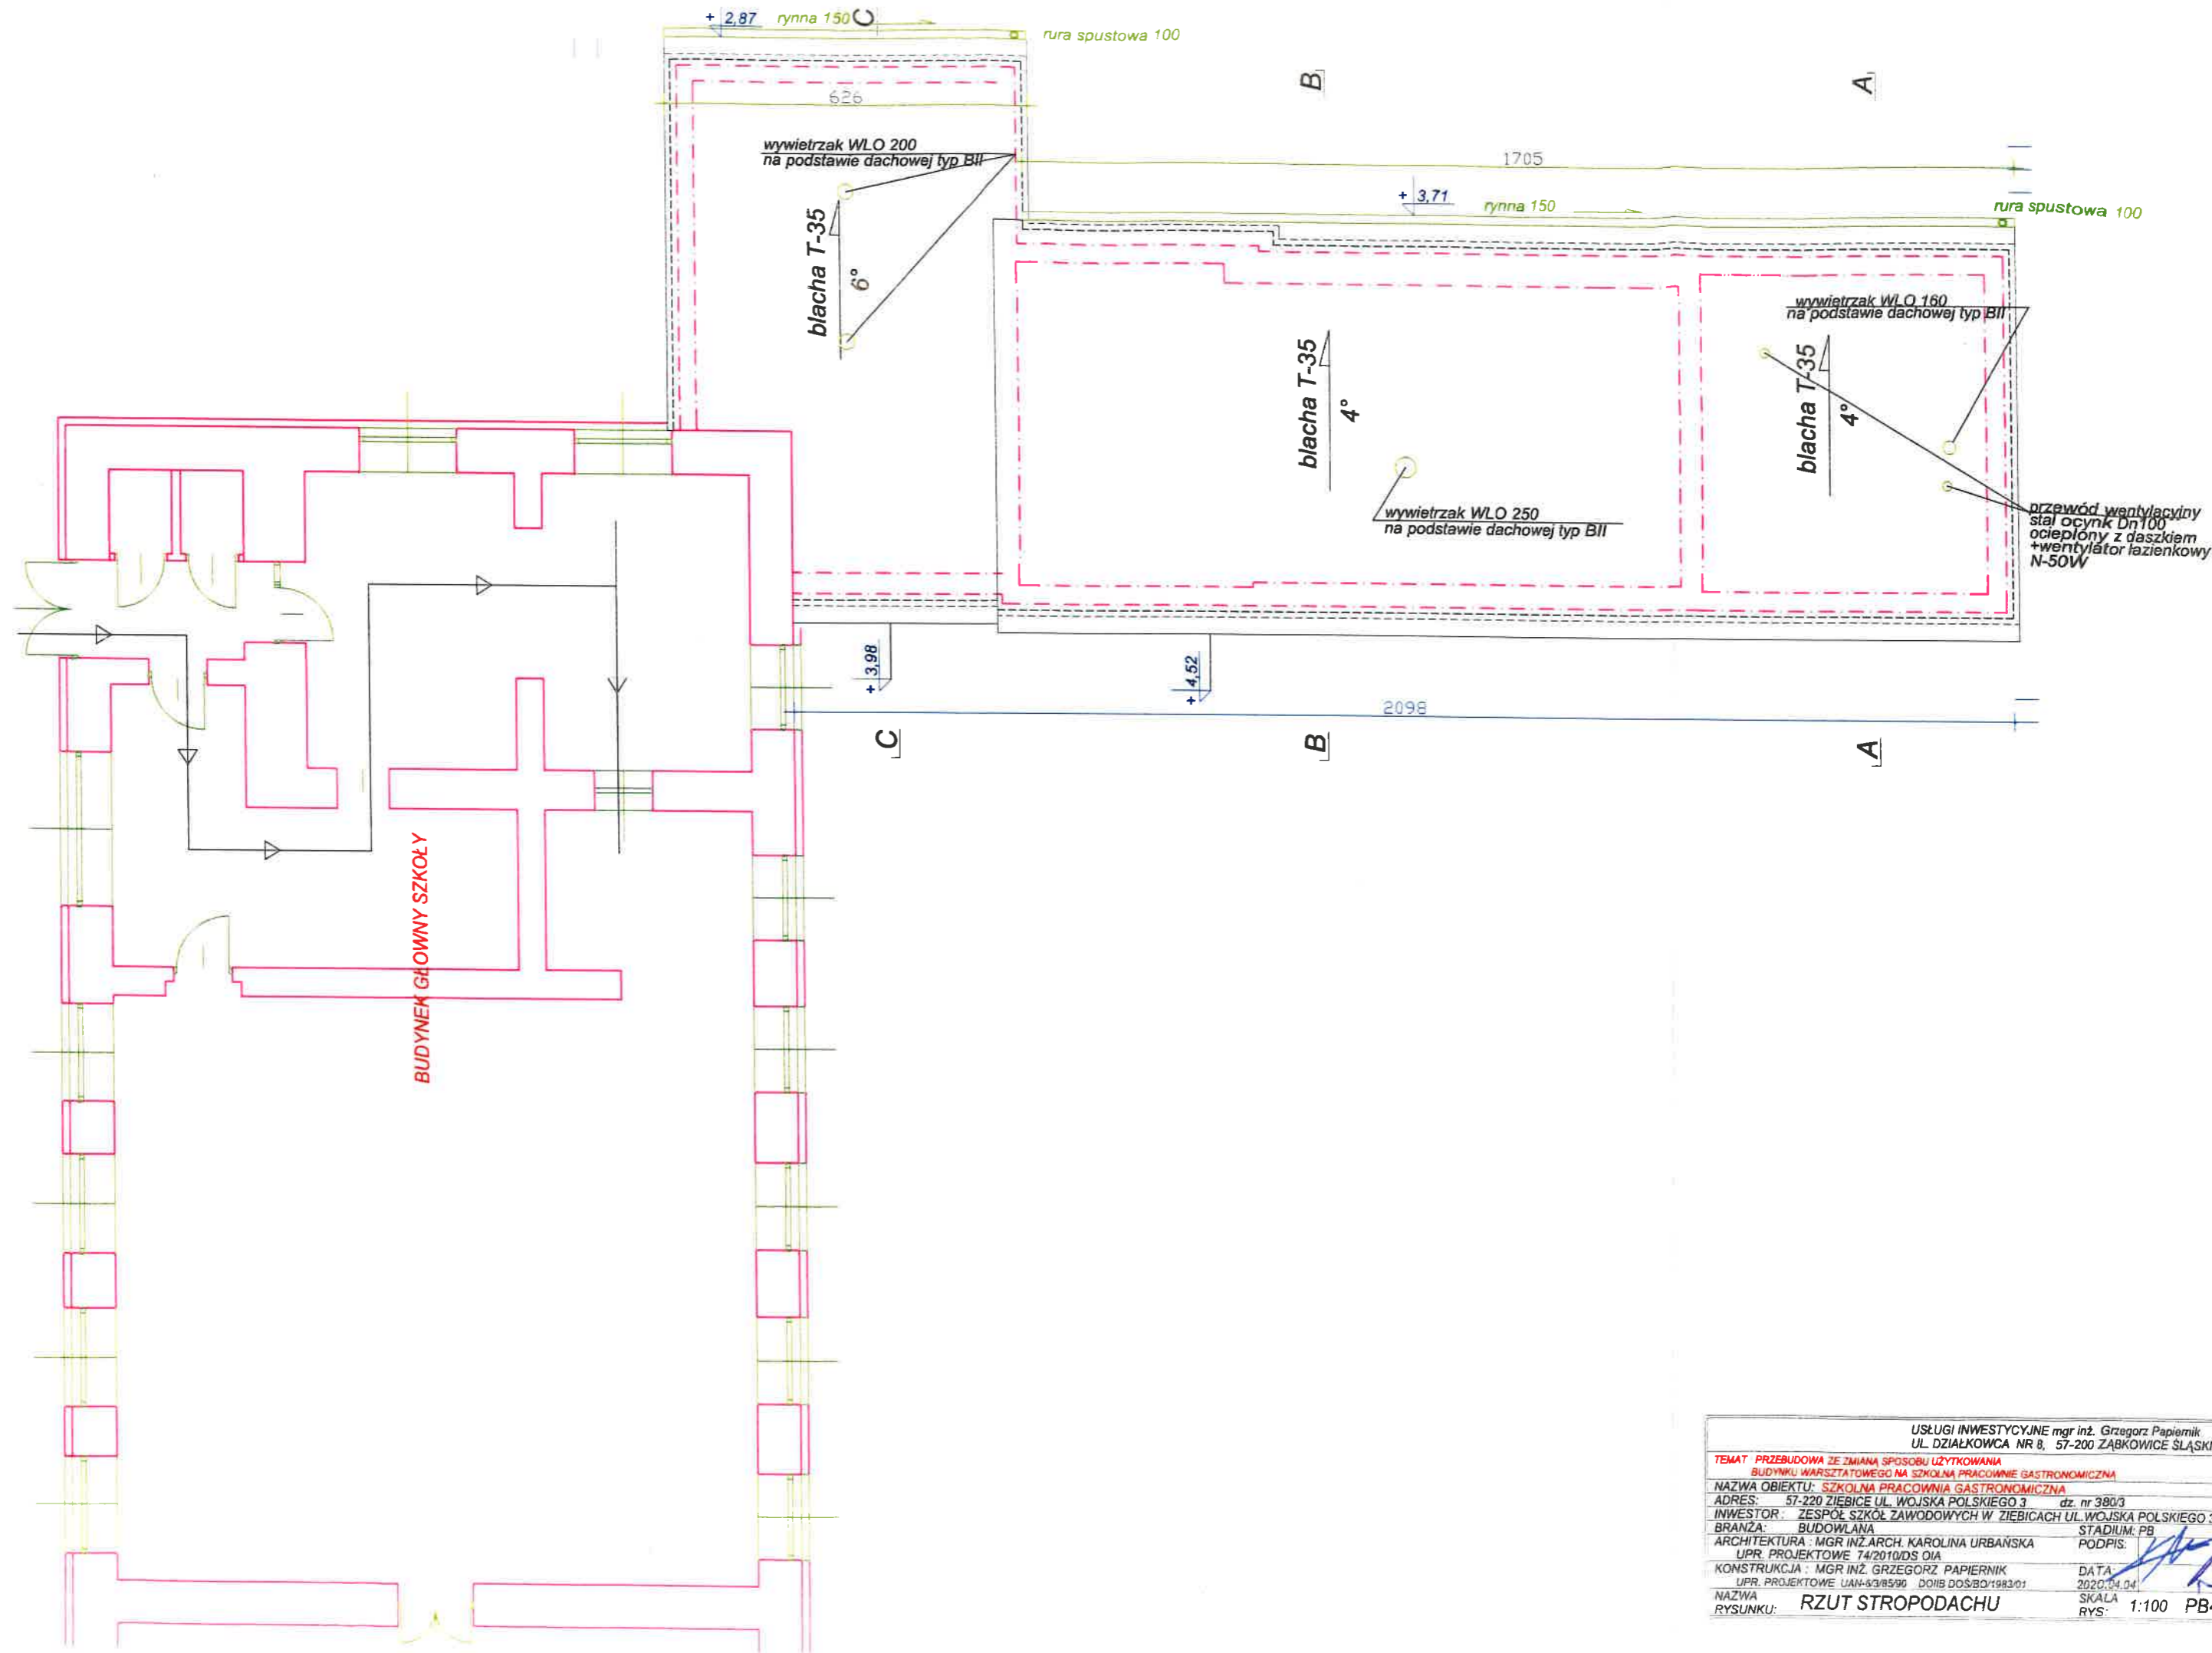 + 2,87 rynna 150 C
rura spustowa 100
B
A
626
wywietrzak WLO 200
na podstawie dachowej typ BII
1705
+ 3,71 rynna 150
rura spustowa 100
blacha T-35
6°
wywietrzak WLO 160
na podstawie dachowej typ BII
blacha T-35
4°
blacha T-35
4°
wywietrzak WLO 250
na podstawie dachowej typ BII
przewód wentylacyjny
stal ocynk Dn100
ocieplony z daszkiem
+wentylator łazienkowy
N-50W
+ 3,98
+ 4,52
2098
C
B
A
BUDYNEK GŁOWNY SZKOŁY
USŁUGI INWESTYCYJNE mgr inż. Grzegorz Papiernik
UL. DZIAŁKOWCA NR 8, 57-200 ZĄBKOWICE ŚLĄSKI
TEMAT PRZEBUDOWA ZE ZMIANĄ SPOSOBU UŻYTKOWANIA
BUDYNKU WARSZTATOWEGO NA SZKOLNĄ PRACOWNIE GASTRONOMICZNĄ
NAZWA OBIEKTU: SZKOLNA PRACOWNIA GASTRONOMICZNA
ADRES: 57-220 ZIĘBICE UL. WOJSKA POLSKIEGO 3 dz. nr 380/3
INWESTOR : ZESPÓŁ SZKÓŁ ZAWODOWYCH W ZIĘBICACH UL.WOJSKA POLSKIEGO 3
BRANŻA: BUDOWLANA STADIUM: PB
ARCHITEKTURA : MGR INŻ.ARCH. KAROLINA URBAŃSKA PODPIS:
UPR. PROJEKTOWE 74/2010/DS OIA
KONSTRUKCJA : MGR INŻ. GRZEGORZ PAPIERNIK DATA:
UPR. PROJEKTOWE UAN-6/3/85/90 DOIIB DOS/BO/1983/01 2020.04.04
NAZWA RYSUNKU: RZUT STROPODACHU SKALA RYS: 1:100 PB-